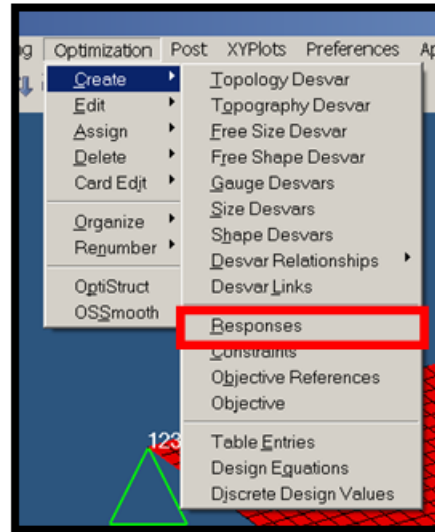 Optimization Post XYPlots Preferences
Create
Edit
Assign
Delete
Card Edit
Organize
Renumber
OptiStruct
OSSmooth
Topology Desvar
Topography Desvar
Free Size Desvar
Free Shape Desvar
Gauge Desvars
Size Desvars
Shape Desvars
Desvar Relationships
Desvar Links
Responses
Constraints
Objective References
Objective
Table Entries
Design Equations
Discrete Design Values
123